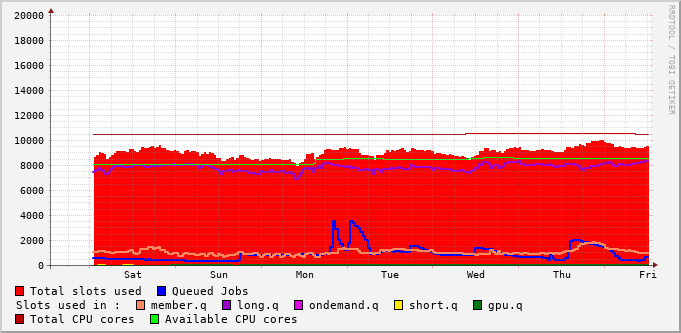 20000
18000
16000
14000
12000
10000
8000
6000
4000
2000
0
Sat Sun Mon Tue Wed Thu Fri
Total slots used Queued Jobs
Slots used in : member.q long.q ondemand.q short.q gpu.q
Total CPU cores Available CPU cores
RRDTOOL / TOBI OETIKER